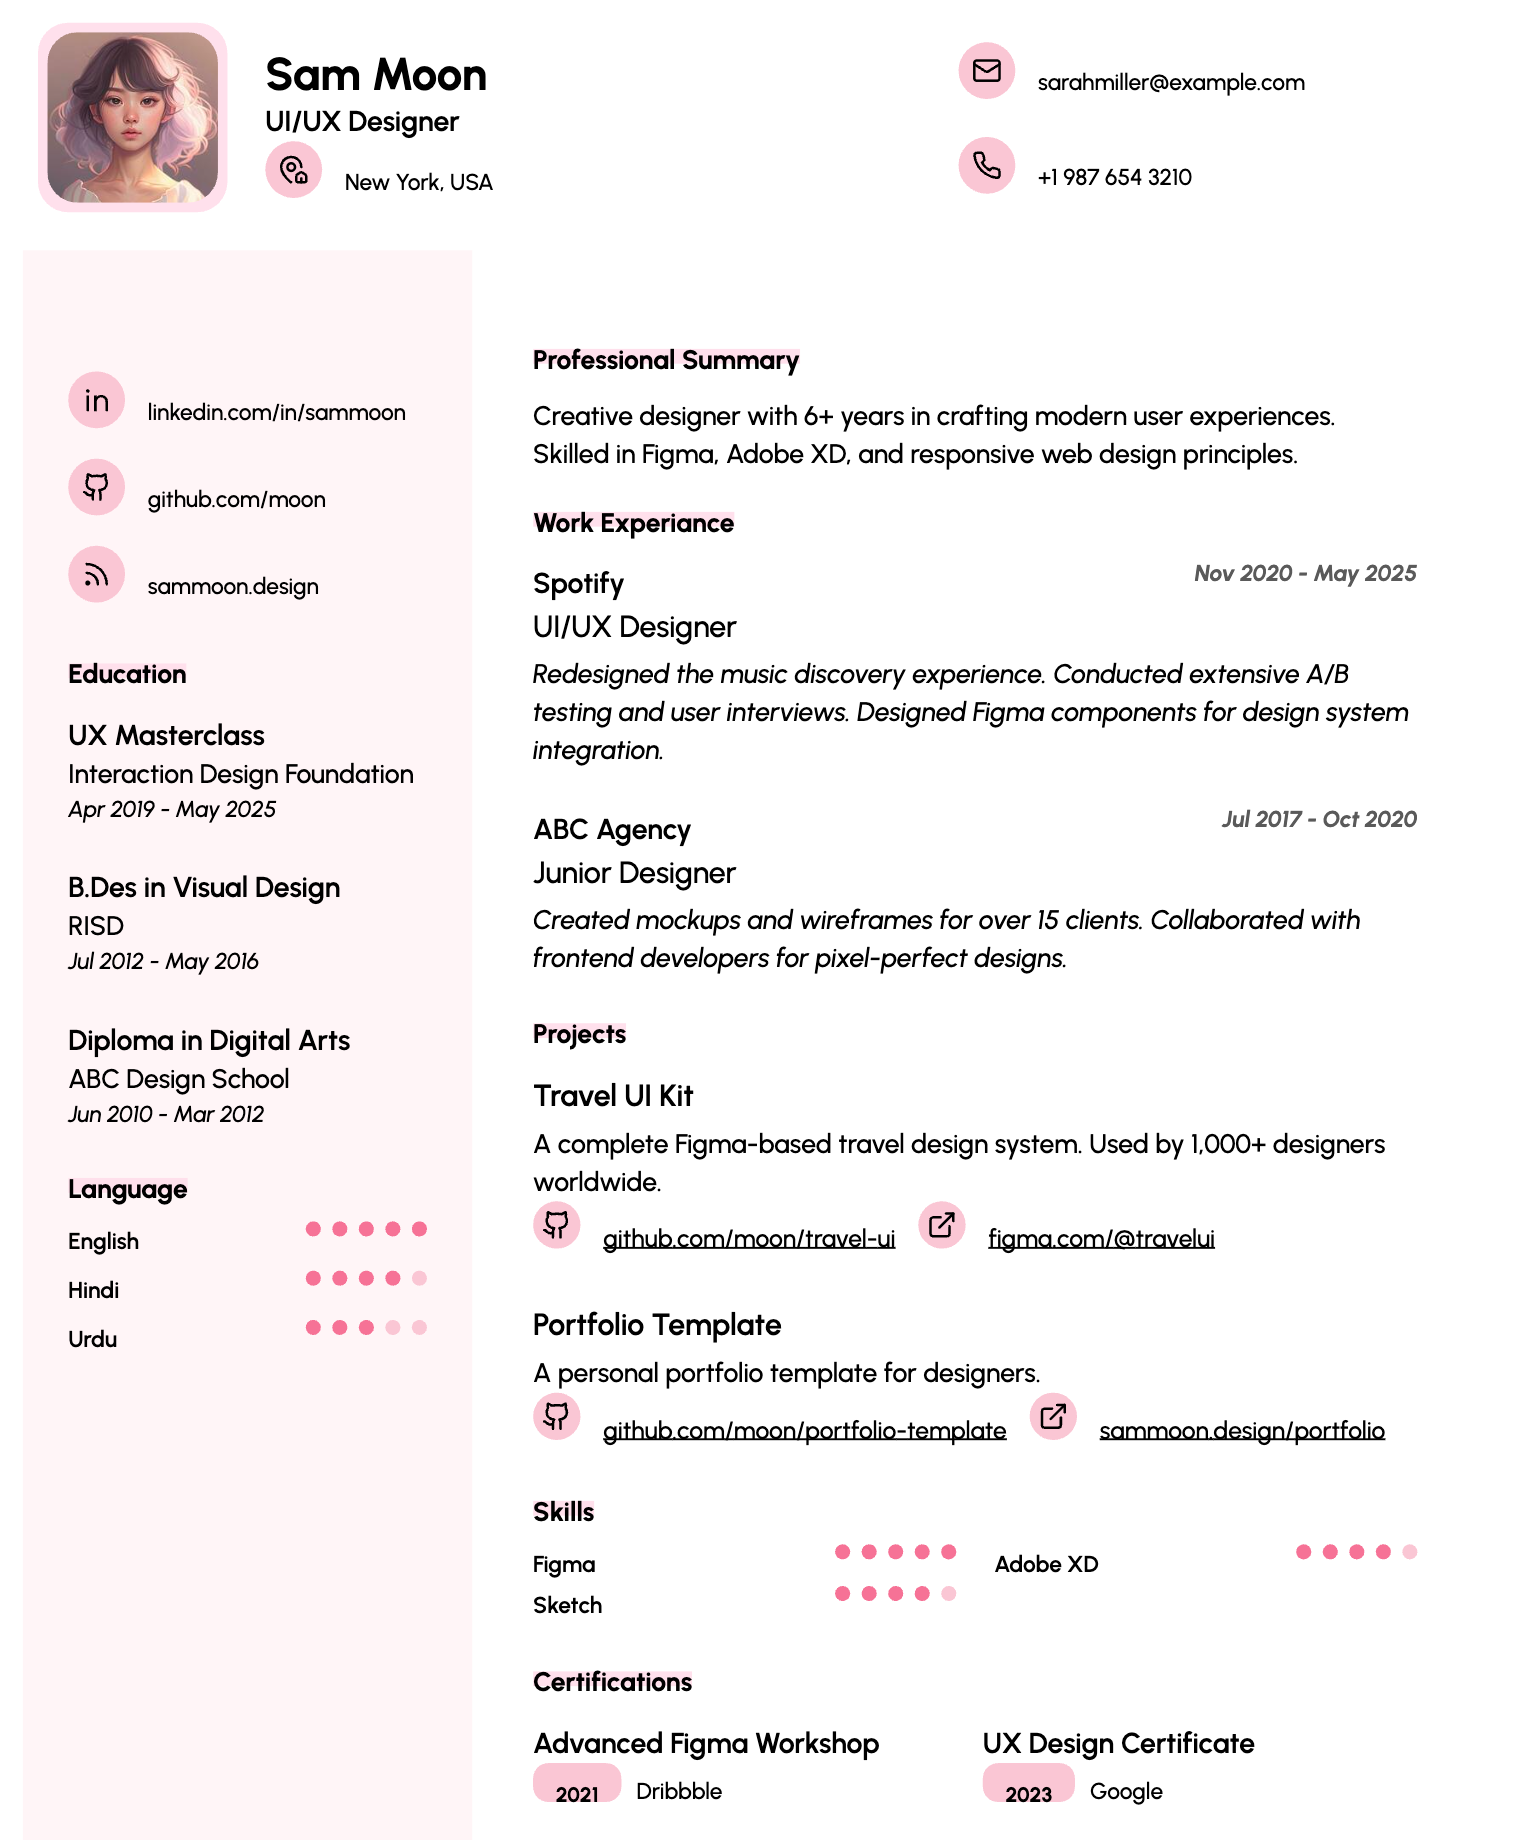 Sam Moon
UI/UX Designer
New York, USA
sarahmiller@example.com
+1 987 654 3210
in
linkedin.com/in/sammoon
github.com/moon
sammoon.design
Education
UX Masterclass
Interaction Design Foundation
Apr 2019 - May 2025
B.Des in Visual Design
RISD
Jul 2012 - May 2016
Diploma in Digital Arts
ABC Design School
Jun 2010 - Mar 2012
Language
English
Hindi
Urdu
Professional Summary
Creative designer with 6+ years in crafting modern user experiences.
Skilled in Figma, Adobe XD, and responsive web design principles.
Work Experiance
Spotify
Nov 2020 - May 2025
UI/UX Designer
Redesigned the music discovery experience. Conducted extensive A/B
testing and user interviews. Designed Figma components for design system
integration.
ABC Agency
Jul 2017 - Oct 2020
Junior Designer
Created mockups and wireframes for over 15 clients. Collaborated with
frontend developers for pixel-perfect designs.
Projects
Travel UI Kit
A complete Figma-based travel design system. Used by 1,000+ designers
worldwide.
github.com/moon/travel-ui figma.com/@travelui
Portfolio Template
A personal portfolio template for designers.
github.com/moon/portfolio-template sammoon.design/portfolio
Skills
Figma Adobe XD
Sketch
Certifications
Advanced Figma Workshop
2021 Dribbble
UX Design Certificate
2023 Google